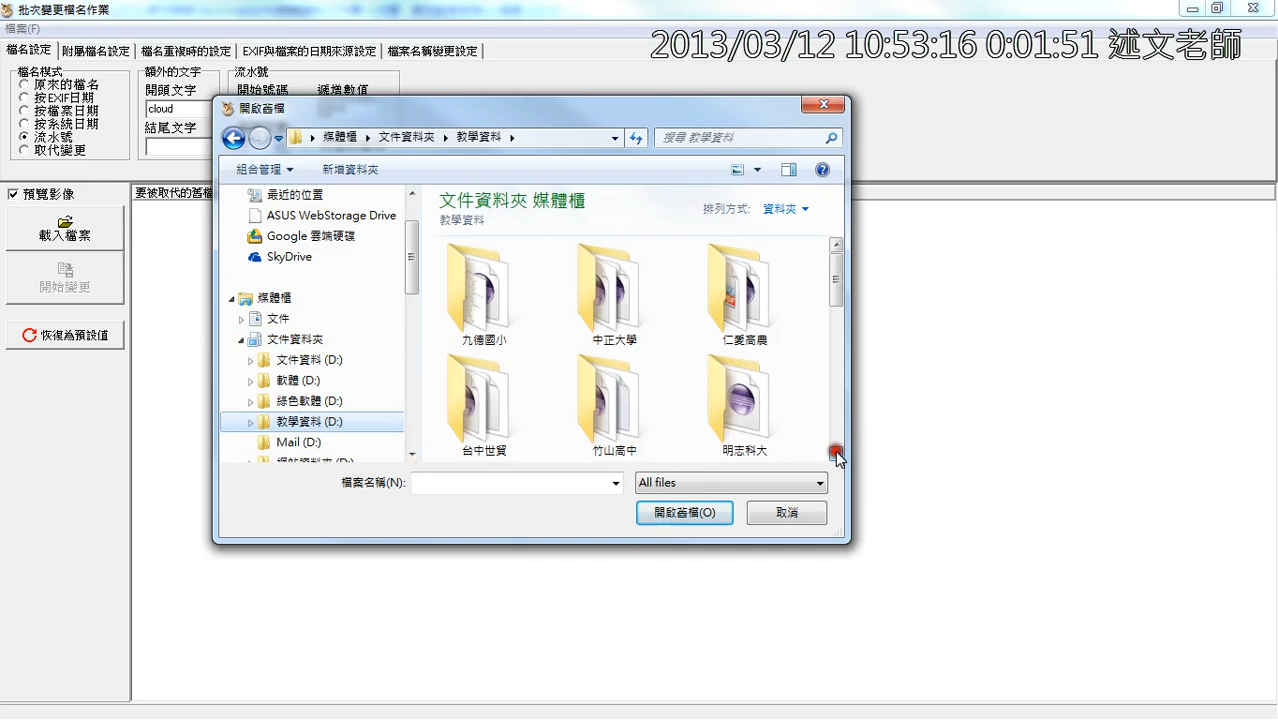 批次變更檔名作業
檔案(F)
檔名設定
附屬檔名設定
檔名重複時的設定
EXIF與檔案的日期來源設定
檔案名稱變更設定
2013/03/12 10:53:16 0:01:51 述文老師
檔名模式
原來的檔名
按EXIF日期
按檔案日期
按系統日期
流水號
取代變更
額外的文字
開頭文字
cloud
結尾文字
流水號
開始號碼
遞增數值
預覽影像
載入檔案
開始變更
恢復為預設值
要被取代的舊檔
開啟舊檔
媒體櫃
文件資料夾
教學資料
搜尋 教學資料
組合管理
新增資料夾
最近的位置
ASUS WebStorage Drive
Google 雲端硬碟
SkyDrive
媒體櫃
文件
文件資料夾
文件資料 (D:)
軟體 (D:)
綠色軟體 (D:)
教學資料 (D:)
Mail (D:)
網站資料夾 (D:)
文件資料夾 媒體櫃
教學資料
排列方式: 資料夾
九德國小
中正大學
仁愛高農
台中世貿
竹山高中
明志科大
檔案名稱(N):
All files
開啟舊檔(O)
取消